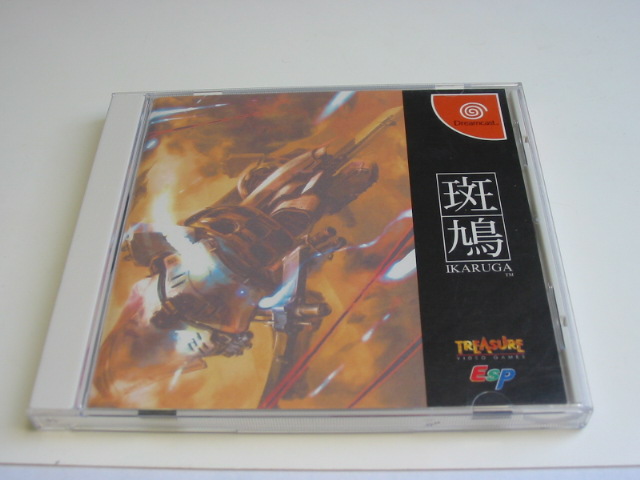 Dreamcast
斑
鳩
IKARUGA
TM
TREASURE
VIDEO GAMES
Esp